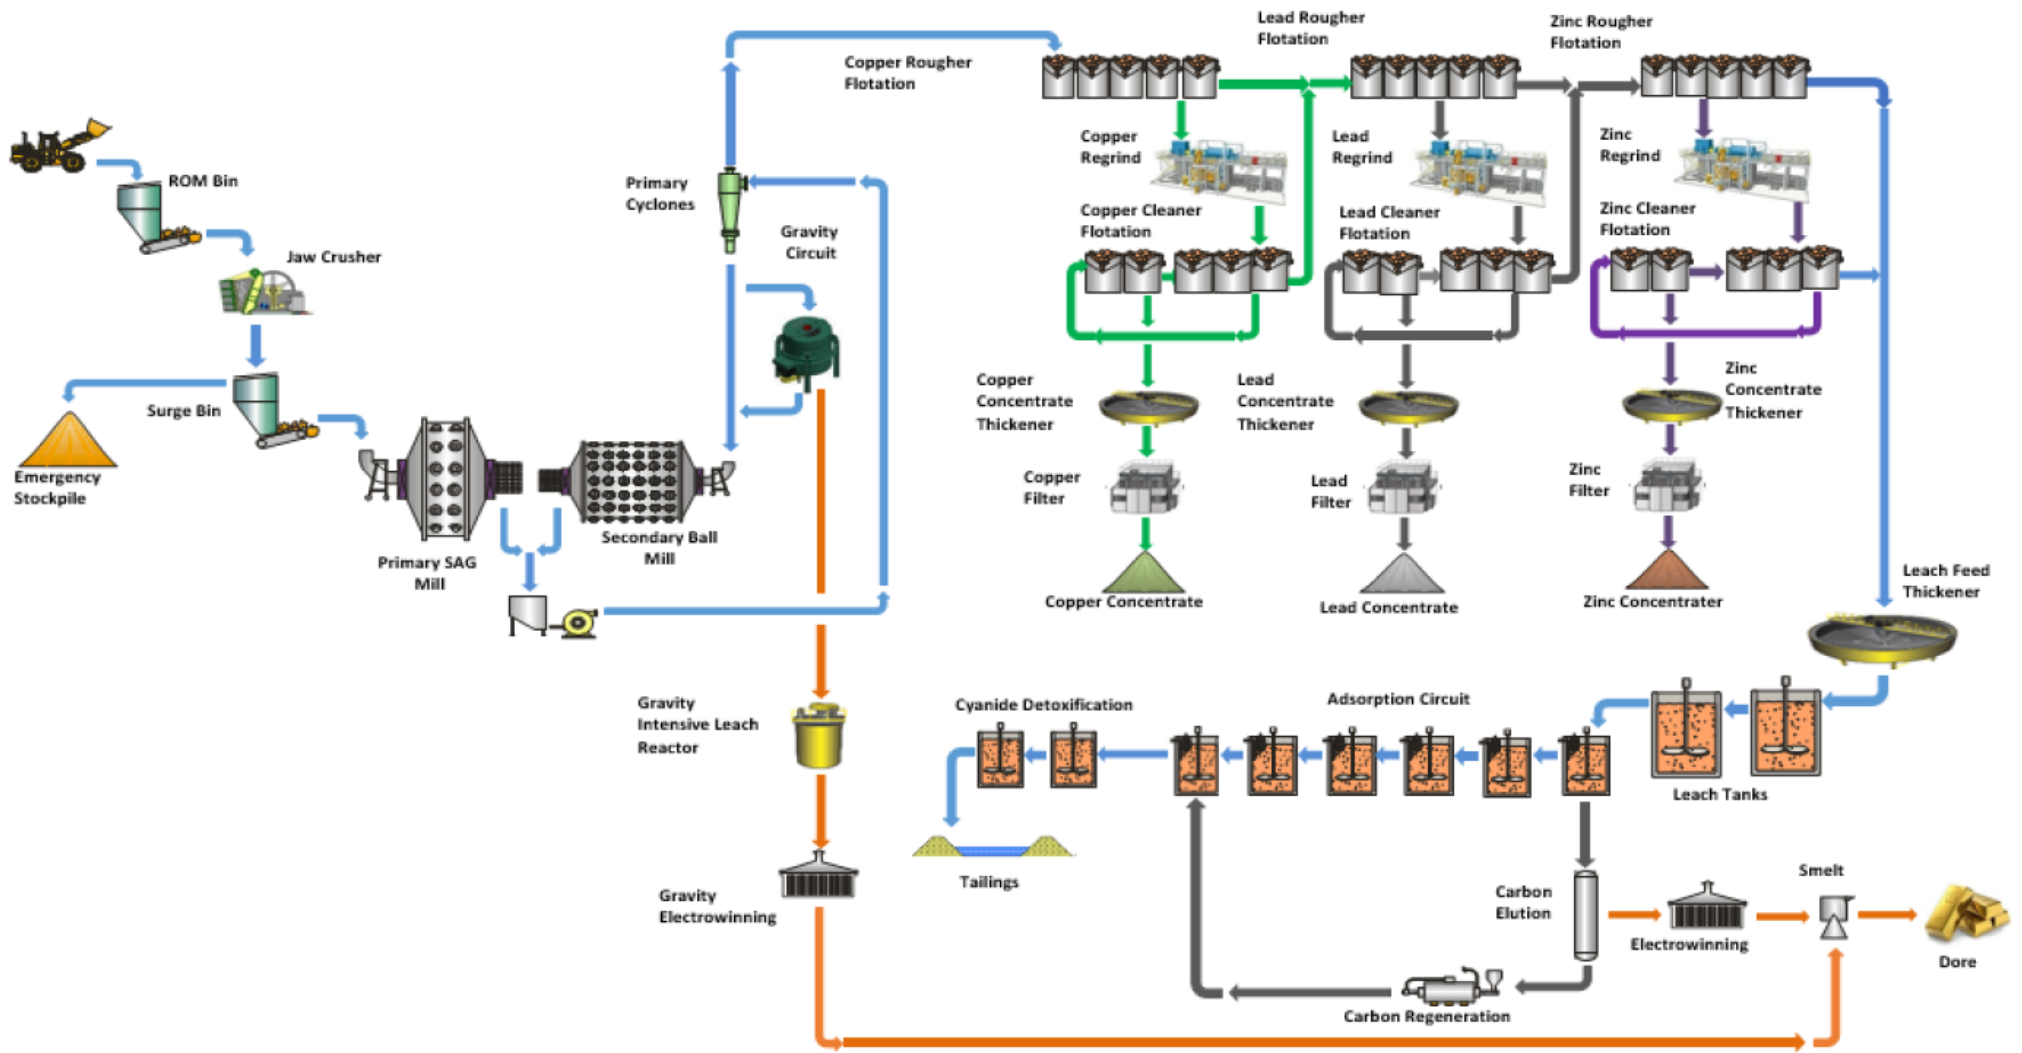 Lead Rougher
Flotation
Zinc Rougher
Flotation
Copper Rougher
Flotation
ROM Bin
Jaw Crusher
Primary
Cyclones
Gravity
Circuit
Copper
Regrind
Lead
Regrind
Zinc
Regrind
Copper Cleaner
Flotation
Lead Cleaner
Flotation
Zinc Cleaner
Flotation
Surge Bin
Emergency
Stockpile
Copper
Concentrate
Thickener
Lead
Concentrate
Thickener
Zinc
Concentrate
Thickener
Copper
Filter
Lead
Filter
Zinc
Filter
Primary SAG
Mill
Secondary Ball
Mill
Copper Concentrate
Lead Concentrate
Zinc Concentrater
Leach Feed
Thickener
Gravity
Intensive Leach
Reactor
Cyanide Detoxification
Adsorption Circuit
Leach Tanks
Tailings
Gravity
Electrowinning
Carbon
Elution
Electrowinning
Smelt
Dore
Carbon Regeneration